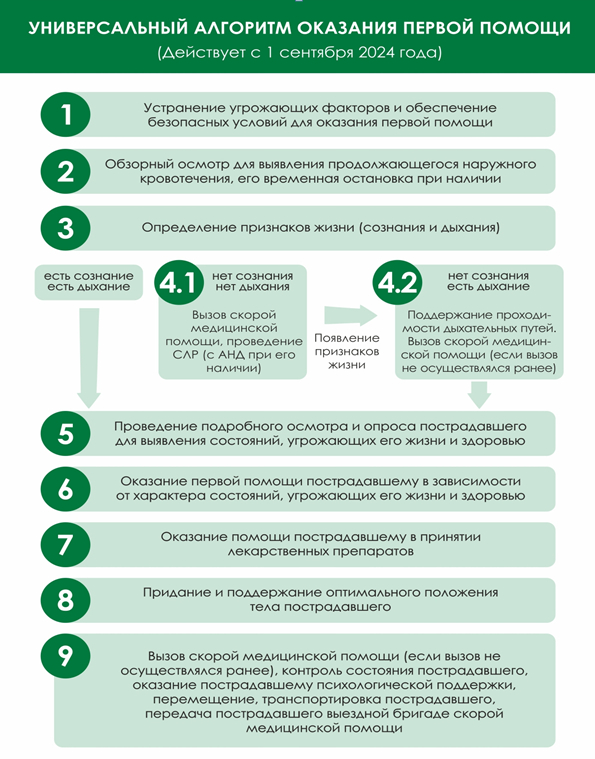 УНИВЕРСАЛЬНЫЙ АЛГОРИТМ ОКАЗАНИЯ ПЕРВОЙ ПОМОЩИ
(Действует с 1 сентября 2024 года)
1
Устранение угрожающих факторов и обеспечение
безопасных условий для оказания первой помощи
2
Обзорный осмотр для выявления продолжающегося наружного
кровотечения, его временная остановка при наличии
3
Определение признаков жизни (сознания и дыхания)
есть сознание
есть дыхание
4.1
нет сознания
нет дыхания
Вызов скорой
медицинской
помощи, проведение
СЛР (с АНД при его
наличии)
Появление
признаков
жизни
4.2
нет сознания
есть дыхание
Поддержание проходи-
мости дыхательных путей.
Вызов скорой медицин-
ской помощи (если вызов
не осуществлялся ранее)
5
Проведение подробного осмотра и опроса пострадавшего
для выявления состояний, угрожающих его жизни и здоровью
6
Оказание первой помощи пострадавшему в зависимости
от характера состояний, угрожающих его жизни и здоровью
7
Оказание помощи пострадавшему в принятии
лекарственных препаратов
8
Придание и поддержание оптимального положения
тела пострадавшего
9
Вызов скорой медицинской помощи (если вызов не
осуществлялся ранее), контроль состояния пострадавшего,
оказание пострадавшему психологической поддержки,
перемещение, транспортировка пострадавшего,
передача пострадавшего выездной бригаде скорой
медицинской помощи